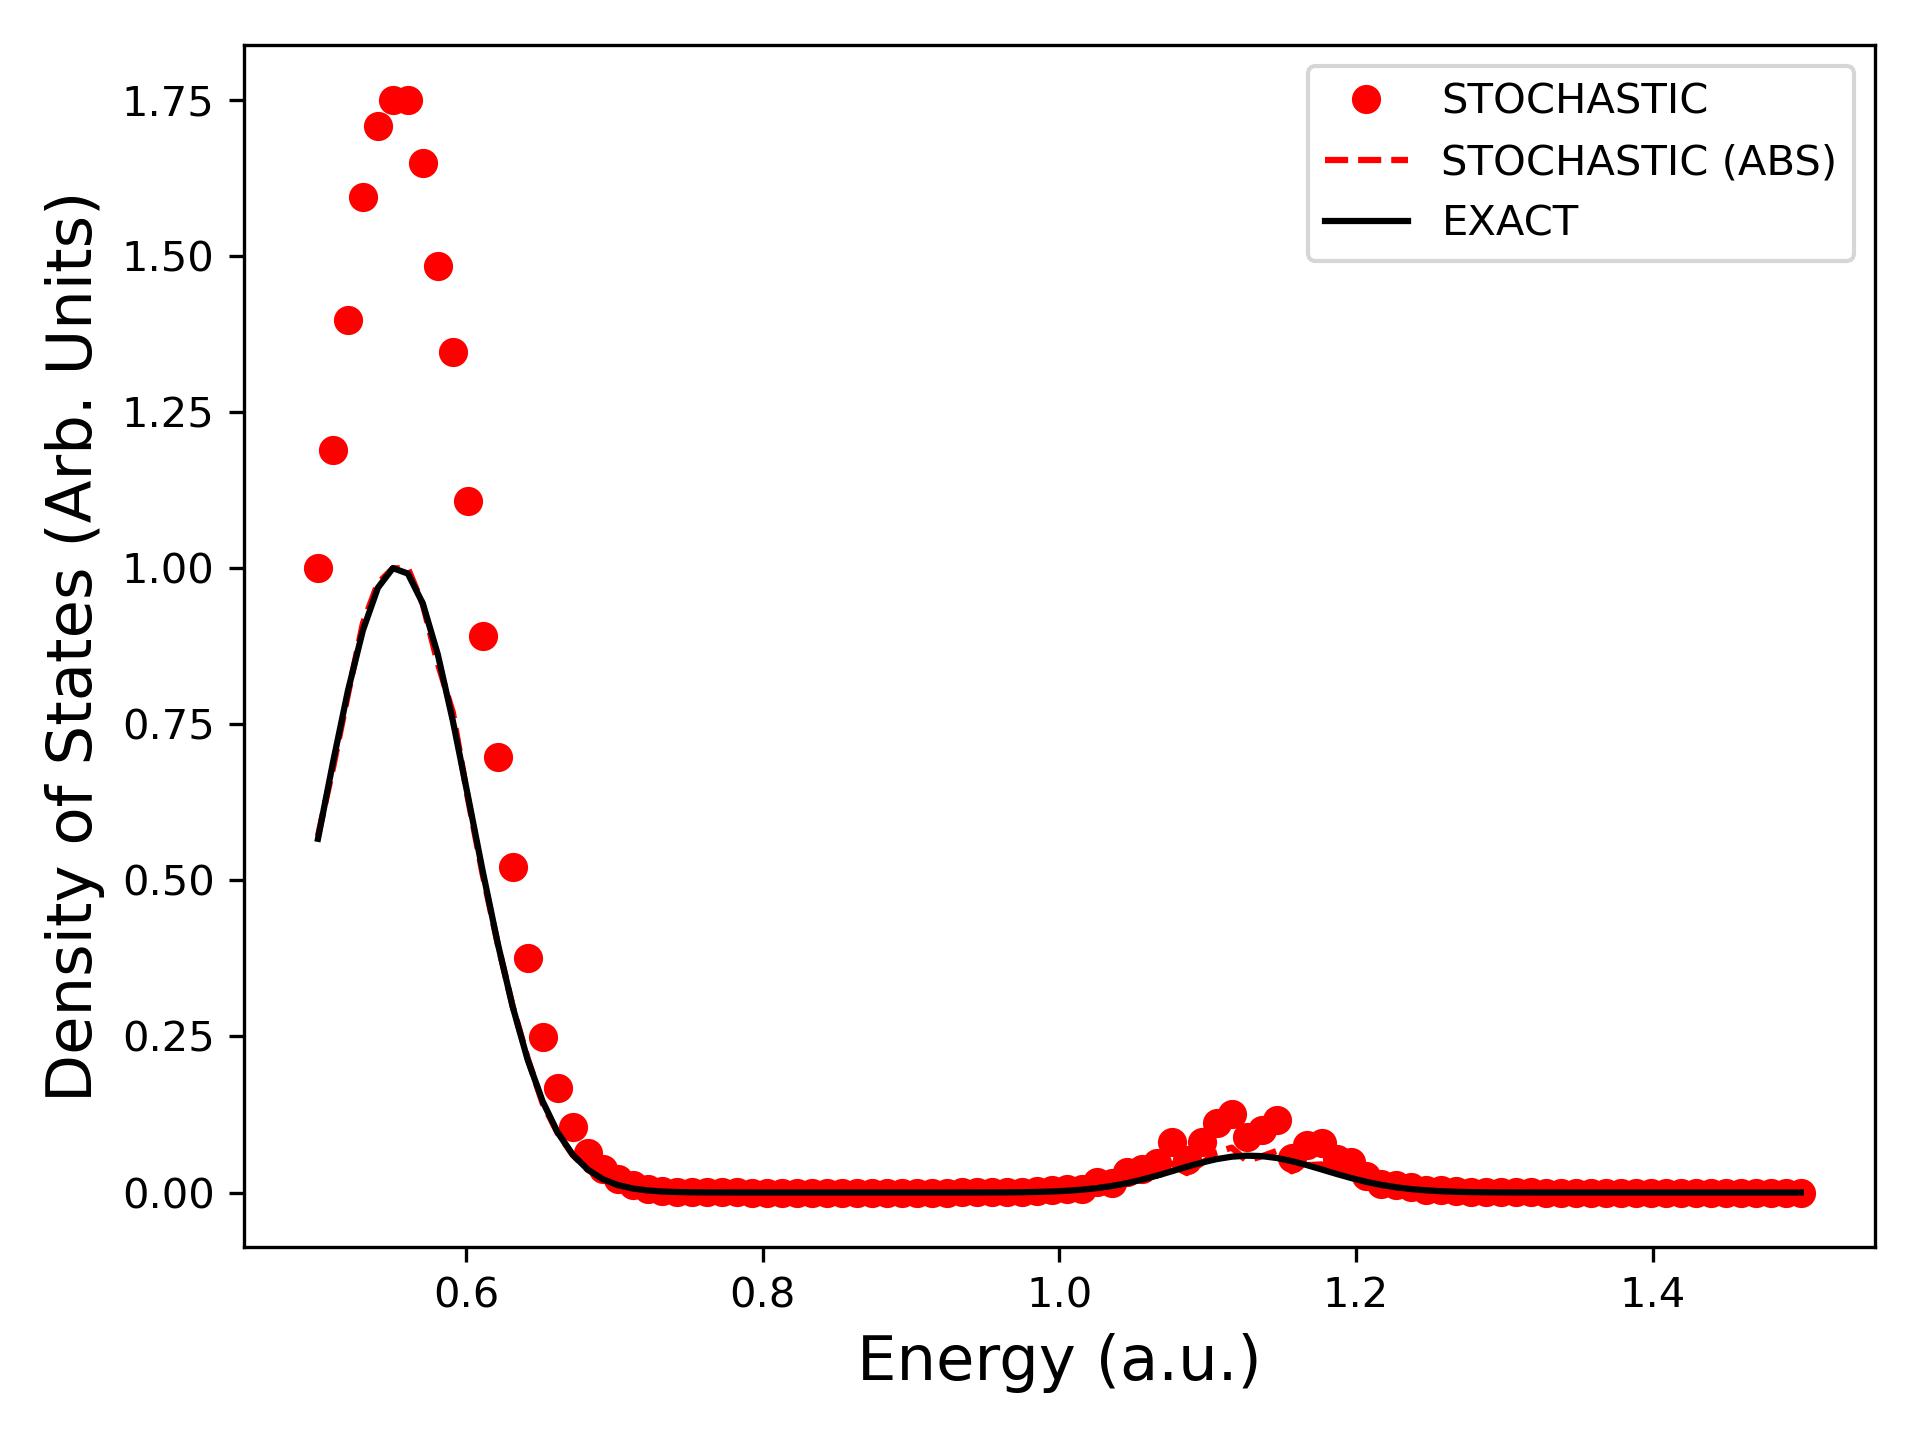 STOCHASTIC
STOCHASTIC (ABS)
EXACT
Density of States (Arb. Units)
1.75
1.50
1.25
1.00
0.75
0.50
0.25
0.00
0.6 0.8 1.0 1.2 1.4
Energy (a.u.)